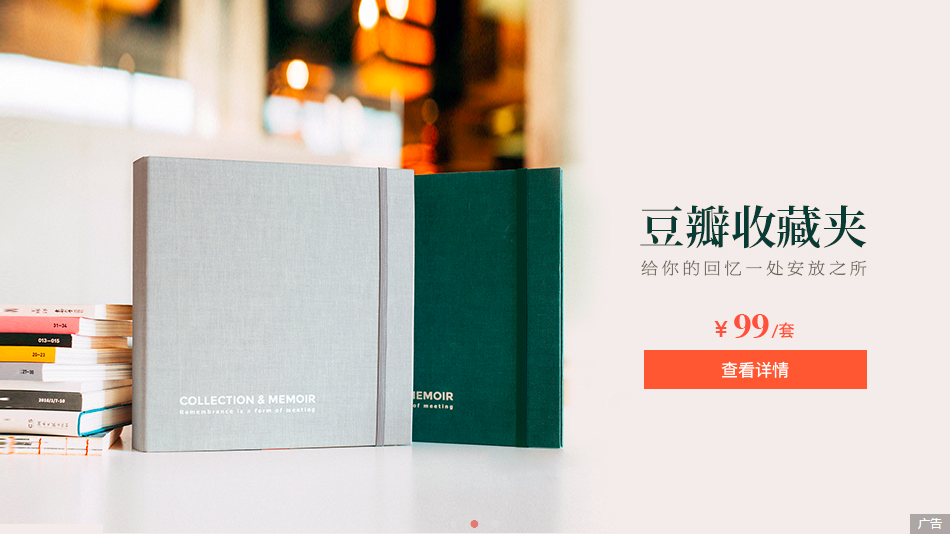 豆瓣收藏夹
给你的回忆一处安放之所
¥99/套
查看详情
COLLECTION & MEMOIR
Remembrance is a form of meeting
MEMOIR
of meeting
31-34
013-015
20-23
广告